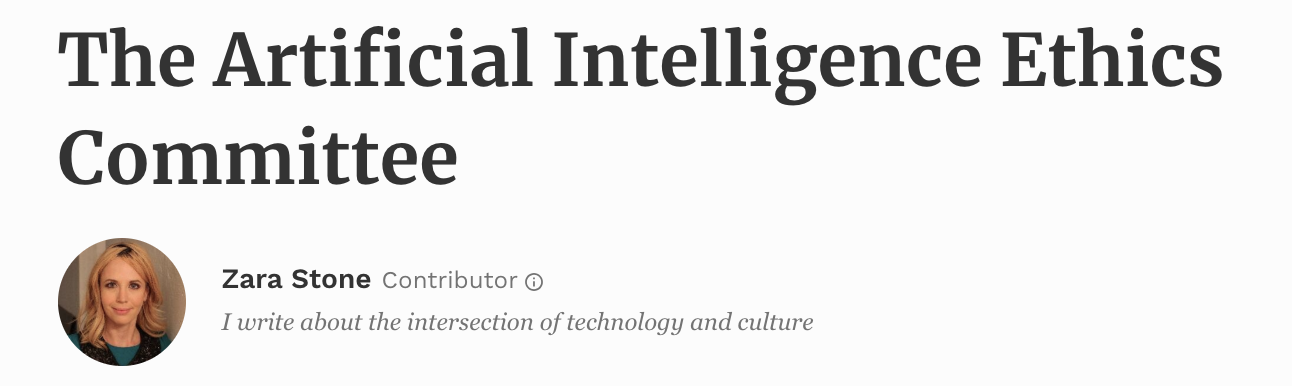 The Artificial Intelligence Ethics
Committee
Zara Stone Contributor
I write about the intersection of technology and culture